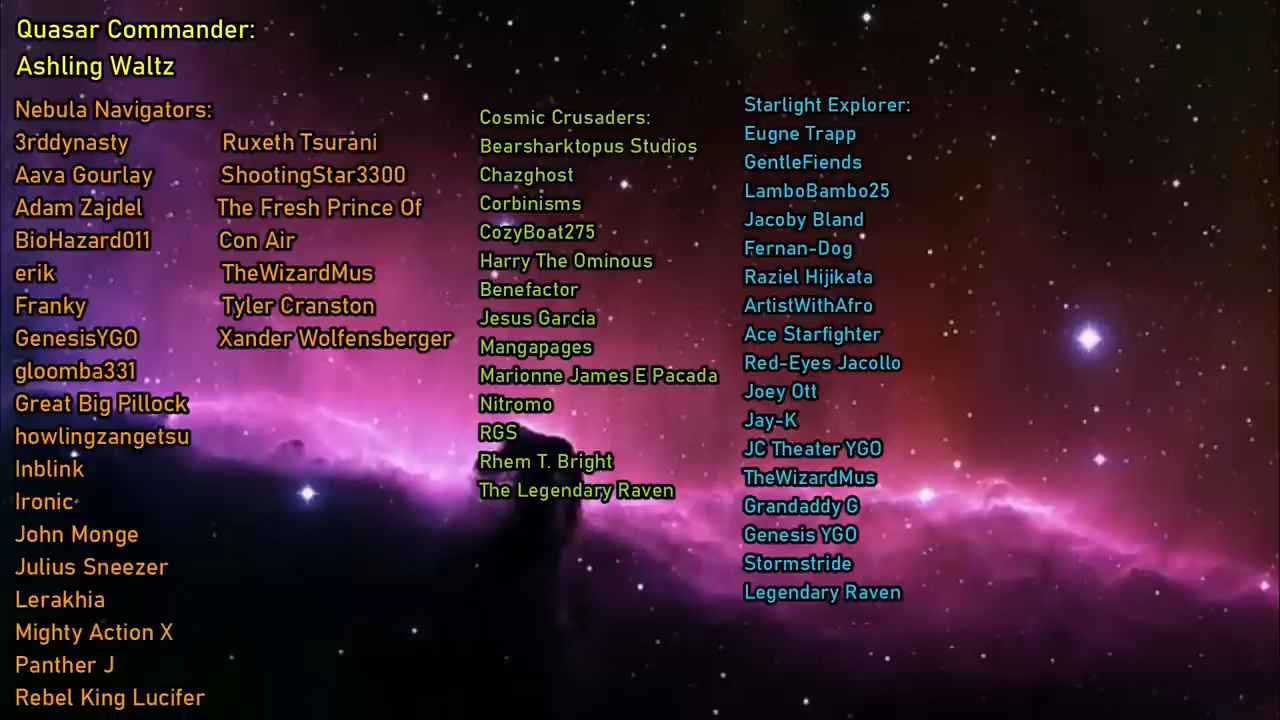 Quasar Commander:
Ashling Waltz
Nebula Navigators:
3rddynasty
Aava Gourlay
Adam Zajdel
BioHazard011
erik
Franky
GenesisYGO
gloomba331
Great Big Pillock
howlingzangetsu
Inblink
Ironic
John Monge
Julius Sneezer
Lerakhia
Mighty Action X
Panther J
Rebel King Lucifer
Ruxeth Tsurani
ShootingStar3300
The Fresh Prince Of
Con Air
TheWizardMus
Tyler Cranston
Xander Wolfensberger
Cosmic Crusaders:
Bearsharktopus Studios
Chazghost
Corbinisms
CozyBoat275
Harry The Ominous
Benefactor
Jesus Garcia
Mangapages
Marionne James E Pacada
Nitromo
RGS
Rhem T. Bright
The Legendary Raven
Starlight Explorer:
Eugne Trapp
GentleFiends
LamboBambo25
Jacoby Bland
Fernan-Dog
Raziel Hijikata
ArtistWithAfro
Ace Starfighter
Red-Eyes Jacollo
Joey Ott
Jay-K
JC Theater YGO
TheWizardMus
Grandaddy G
Genesis YGO
Stormstride
Legendary Raven